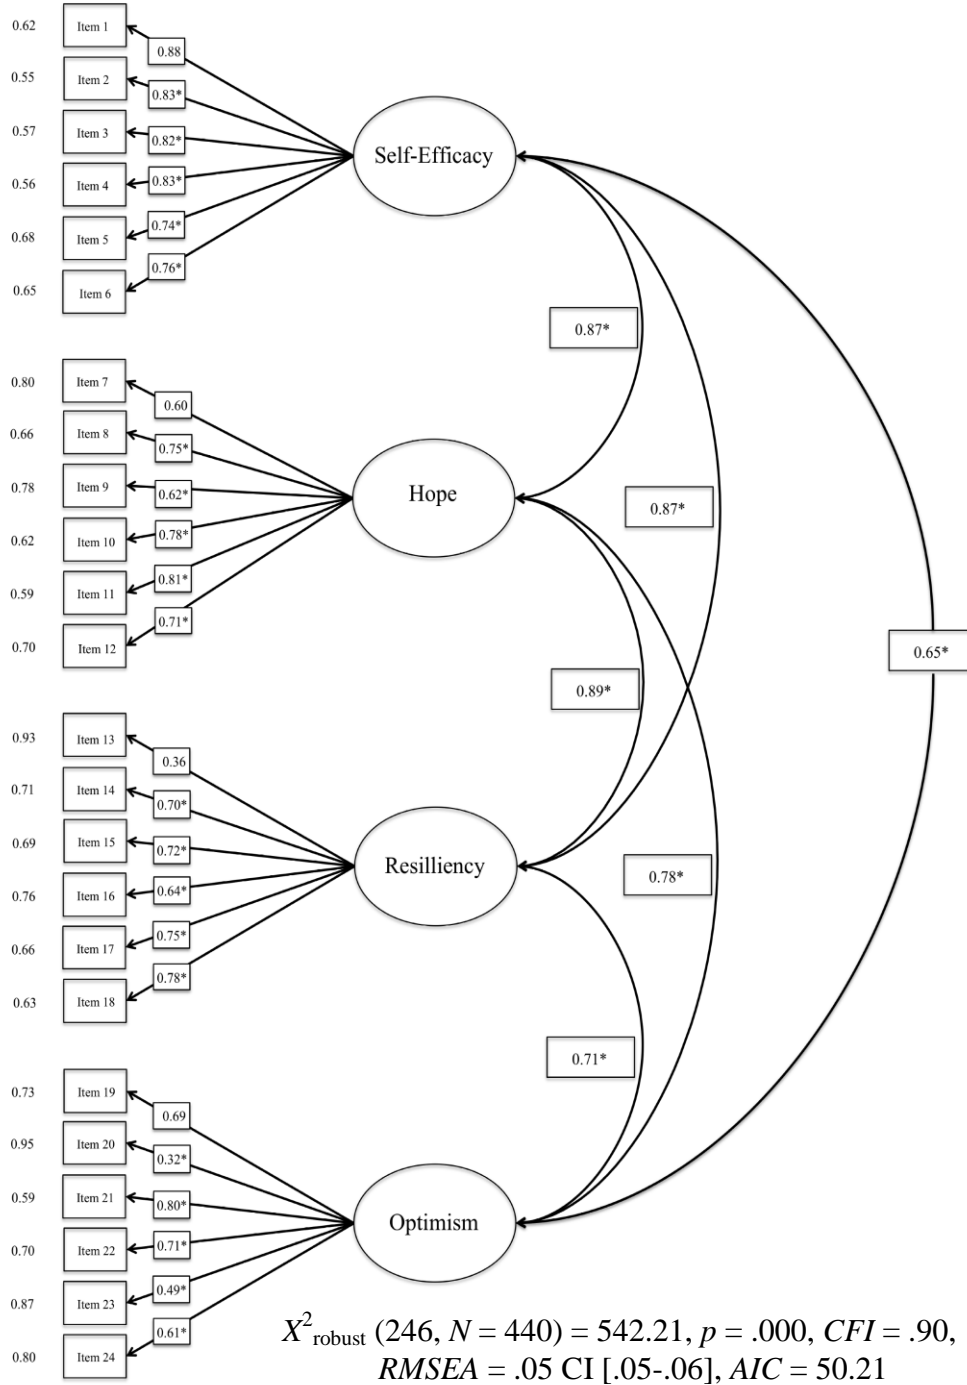 0.62 Item 1
0.88
0.55 Item 2
0.83*
0.57 Item 3
0.82*
0.56 Item 4
0.83*
0.68 Item 5
0.74*
0.65 Item 6
0.76*
Self-Efficacy
0.87*
0.80 Item 7
0.60
0.66 Item 8
0.75*
0.78 Item 9
0.62*
0.62 Item 10
0.78*
0.59 Item 11
0.81*
0.70 Item 12
0.71*
Hope
0.87*
0.65*
0.89*
0.93 Item 13
0.36
0.71 Item 14
0.70*
0.69 Item 15
0.72*
0.76 Item 16
0.64*
0.66 Item 17
0.75*
0.63 Item 18
0.78*
Resilliency
0.78*
0.71*
0.73 Item 19
0.69
0.95 Item 20
0.32*
0.59 Item 21
0.80*
0.70 Item 22
0.71*
0.87 Item 23
0.49*
0.80 Item 24
0.61*
Optimism
X²robust (246, N = 440) = 542.21, p = .000, CFI = .90,
RMSEA = .05 CI [.05-.06], AIC = 50.21